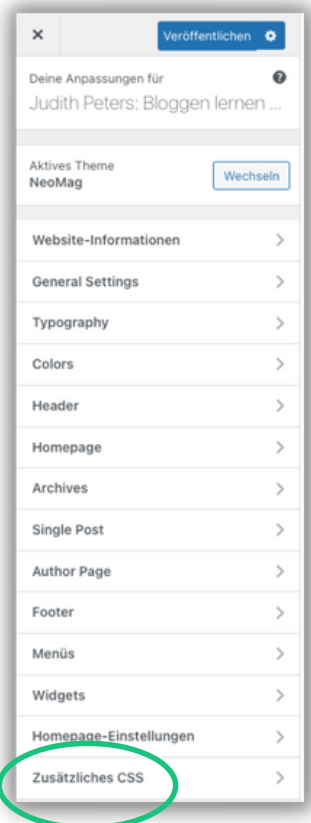 Veröffentlichen
Deine Anpassungen für
Judith Peters: Bloggen lernen ...
Aktives Theme
NeoMag
Wechseln
Website-Informationen
General Settings
Typography
Colors
Header
Homepage
Archives
Single Post
Author Page
Footer
Menüs
Widgets
Homepage-Einstellungen
Zusätzliches CSS